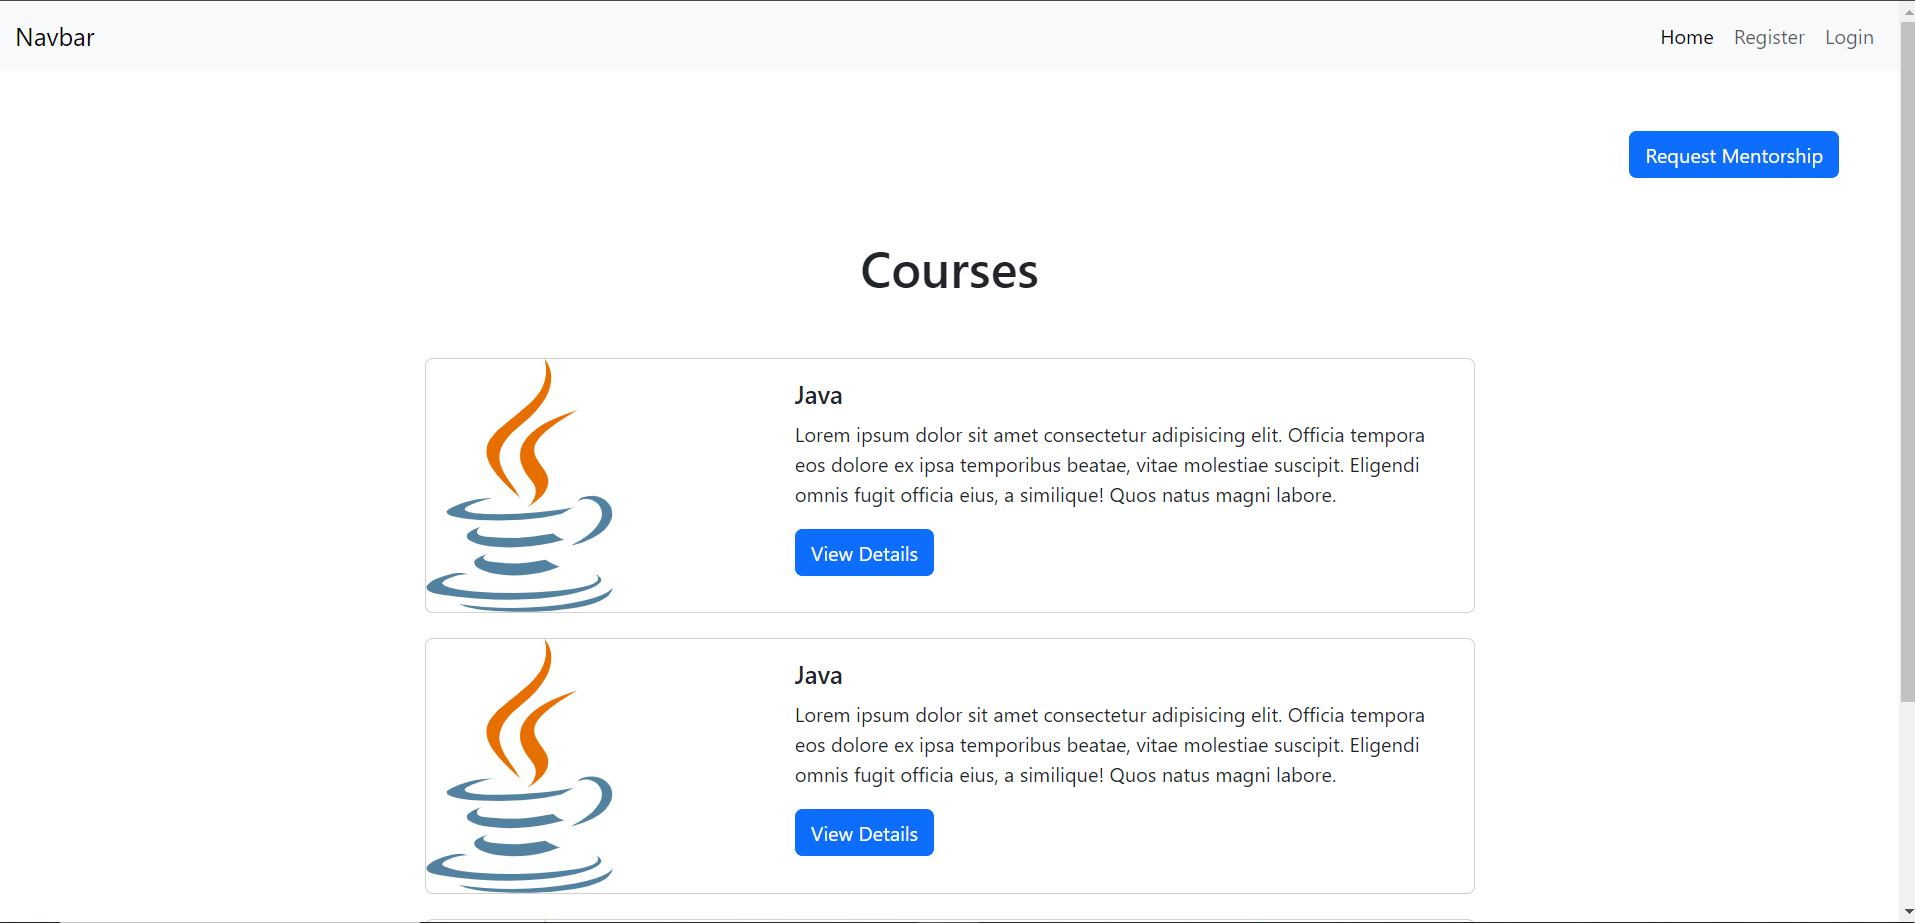 Navbar
Home Register Login
Request Mentorship
Courses
Java
Lorem ipsum dolor sit amet consectetur adipisicing elit. Officia tempora
eos dolore ex ipsa temporibus beatae, vitae molestiae suscipit. Eligendi
omnis fugit officia eius, a similique! Quos natus magni labore.
View Details
Java
Lorem ipsum dolor sit amet consectetur adipisicing elit. Officia tempora
eos dolore ex ipsa temporibus beatae, vitae molestiae suscipit. Eligendi
omnis fugit officia eius, a similique! Quos natus magni labore.
View Details